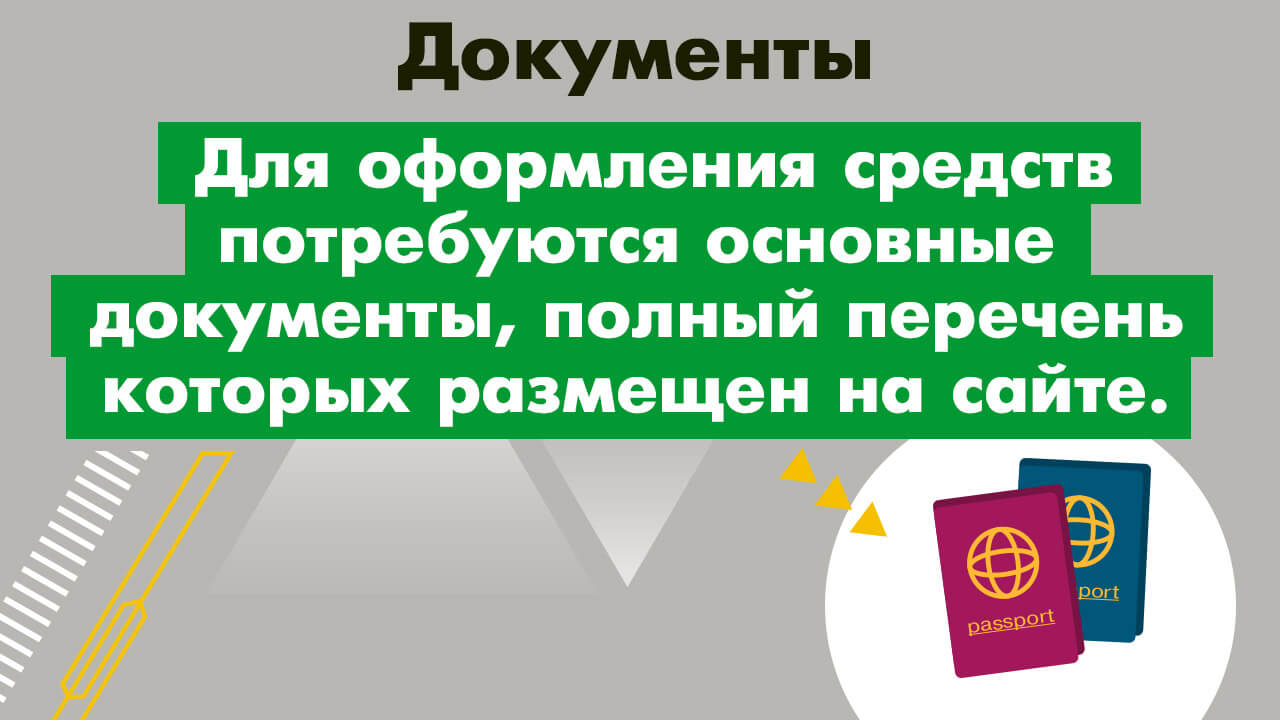 Документы
Для оформления средств
потребуются основные
документы, полный перечень
которых размещен на сайте.
port
passport